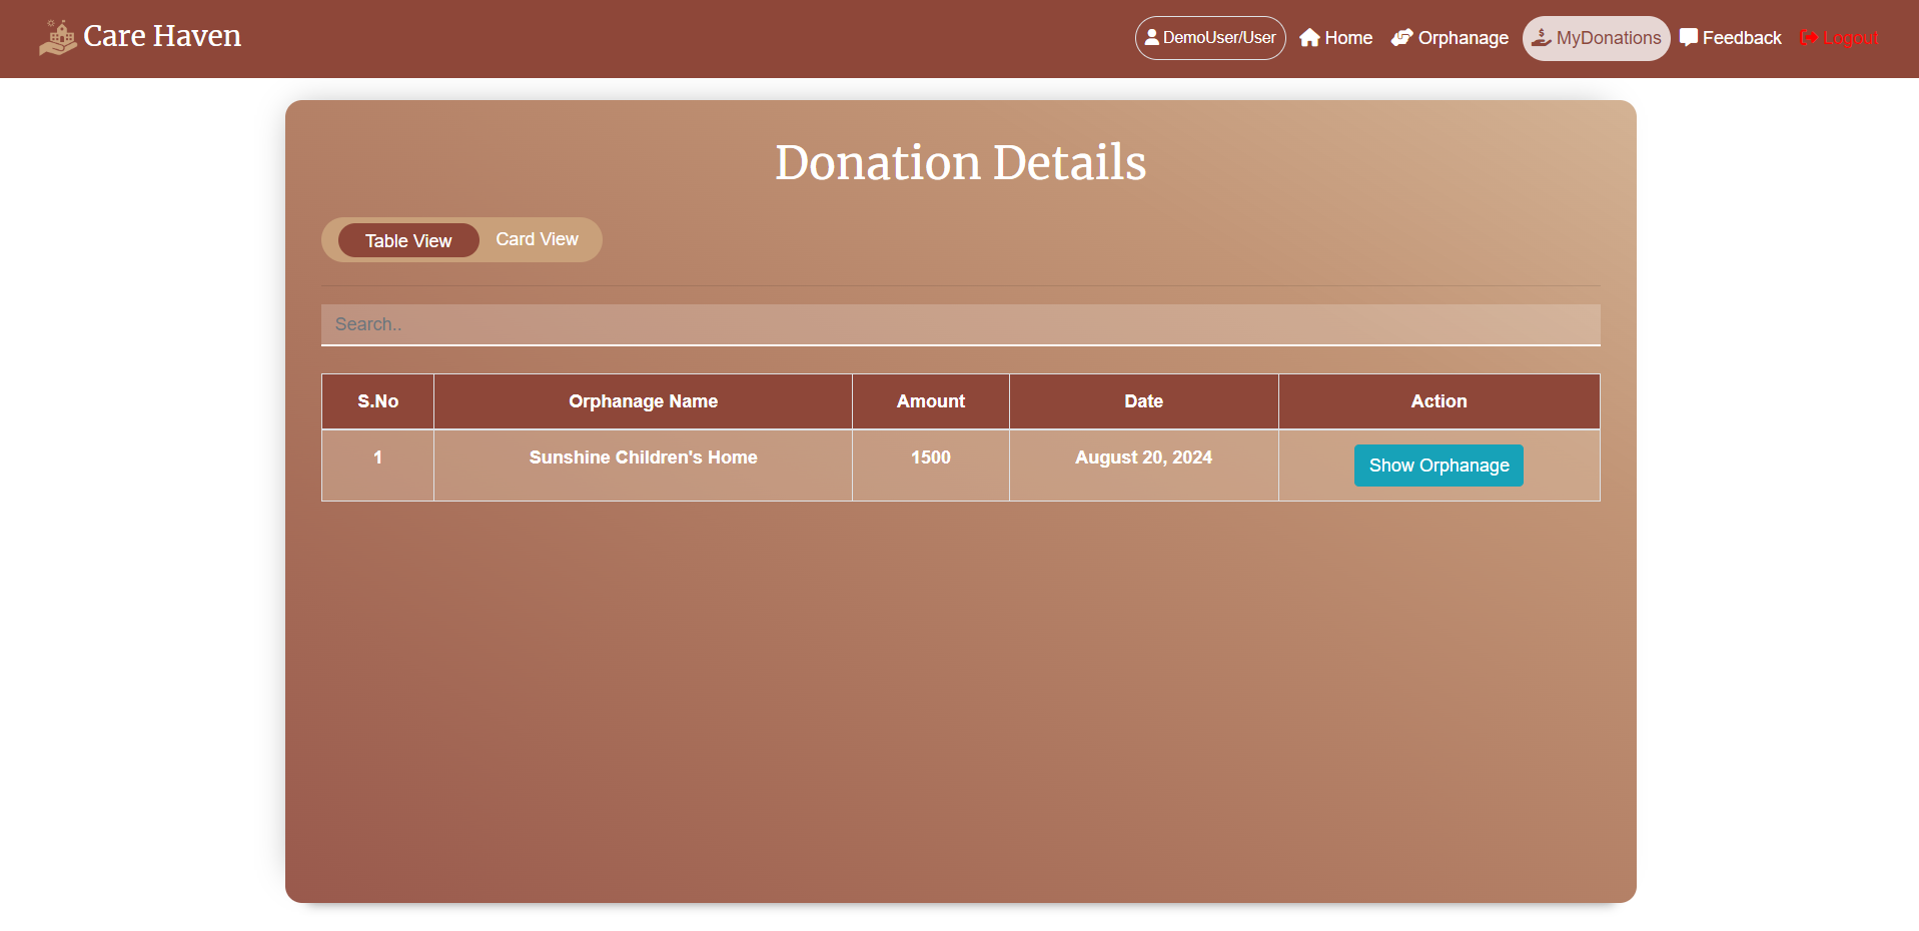 Care Haven
DemoUser/User Home Orphanage MyDonations Feedback Logout
Donation Details
Table View Card View
Search..
S.No Orphanage Name Amount Date Action
1 Sunshine Children's Home 1500 August 20, 2024 Show Orphanage